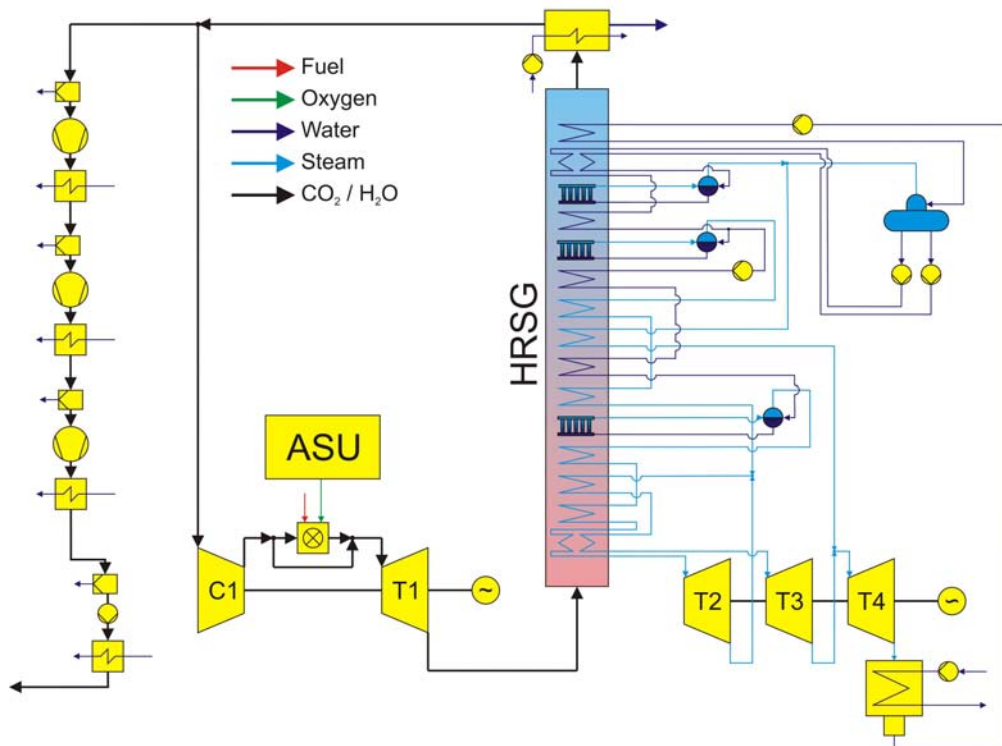 Fuel
Oxygen
Water
Steam
CO₂ / H₂O
HRSG
ASU
C1
T1
~
T2
T3
T4
~